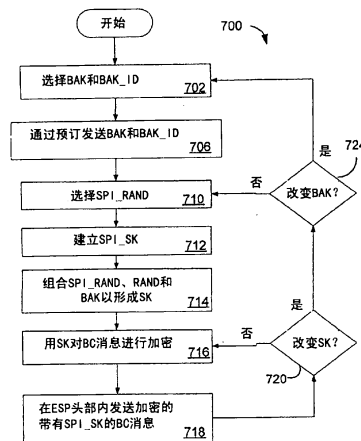 开始
700
选择BAK和BAK_ID
702
通过预订发送BAK和BAK_ID
706
选择SPI_RAND
710
建立SPI_SK
712
组合SPI_RAND、RAND和
BAK以形成SK
714
用SK对BC消息进行加密
716
在ESP头部内发送加密的
带有SPI_SK的BC消息
718
改变SK?
720
是
否
改变BAK?
724
是
否